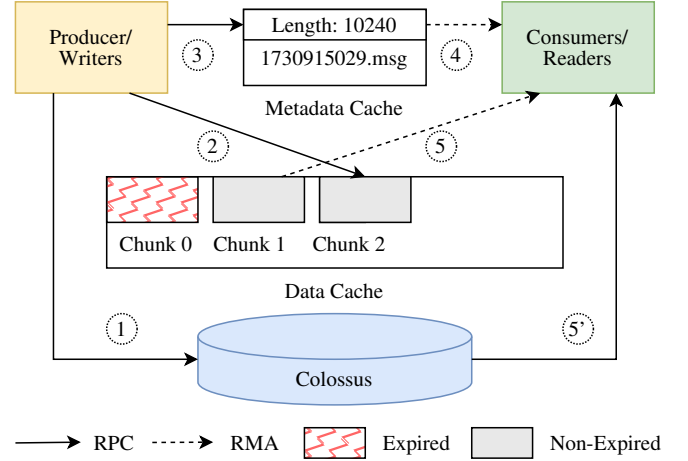 Producer/
Writers
3
Length: 10240
1730915029.msg
4
Consumers/
Readers
Metadata Cache
2
5
Chunk 0
Chunk 1
Chunk 2
Data Cache
1
5'
Colossus
RPC
RMA
Expired
Non-Expired